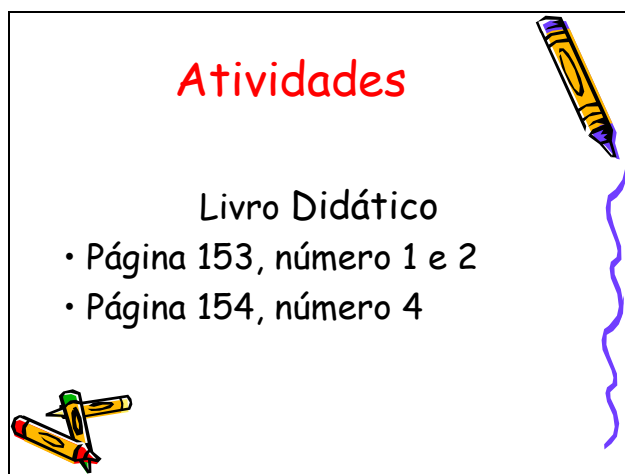 Atividades
Livro Didático
• Página 153, número 1 e 2
• Página 154, número 4